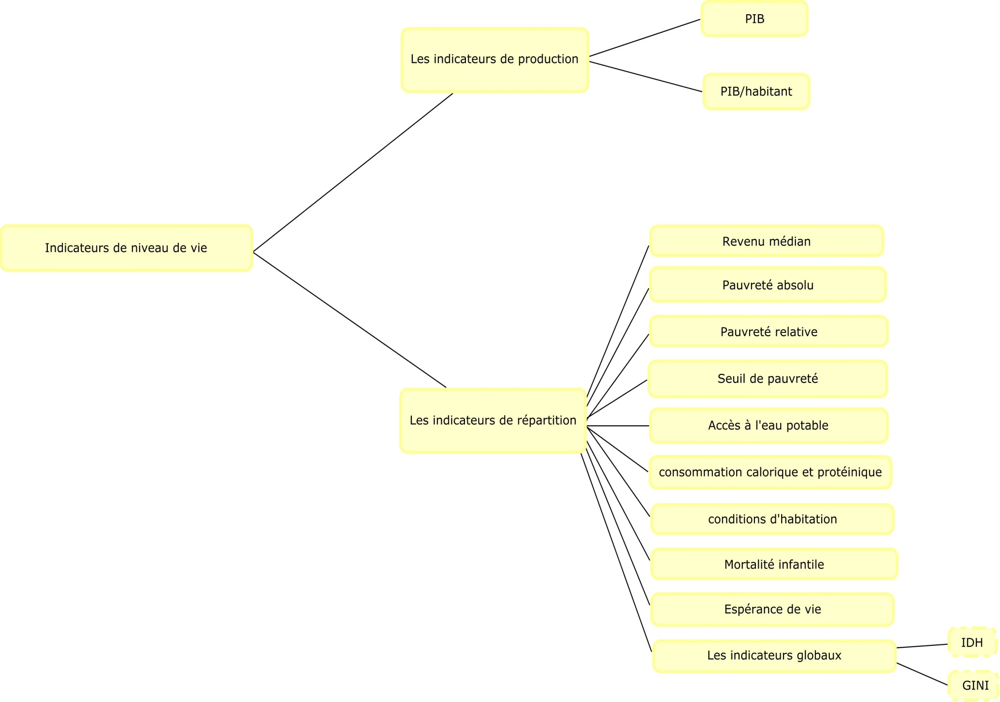 PIB
Les indicateurs de production
PIB/habitant
Indicateurs de niveau de vie
Revenu médian
Pauvreté absolu
Pauvreté relative
Seuil de pauvreté
Les indicateurs de répartition
Accès à l'eau potable
consommation calorique et protéinique
conditions d'habitation
Mortalité infantile
Espérance de vie
Les indicateurs globaux
IDH
GINI